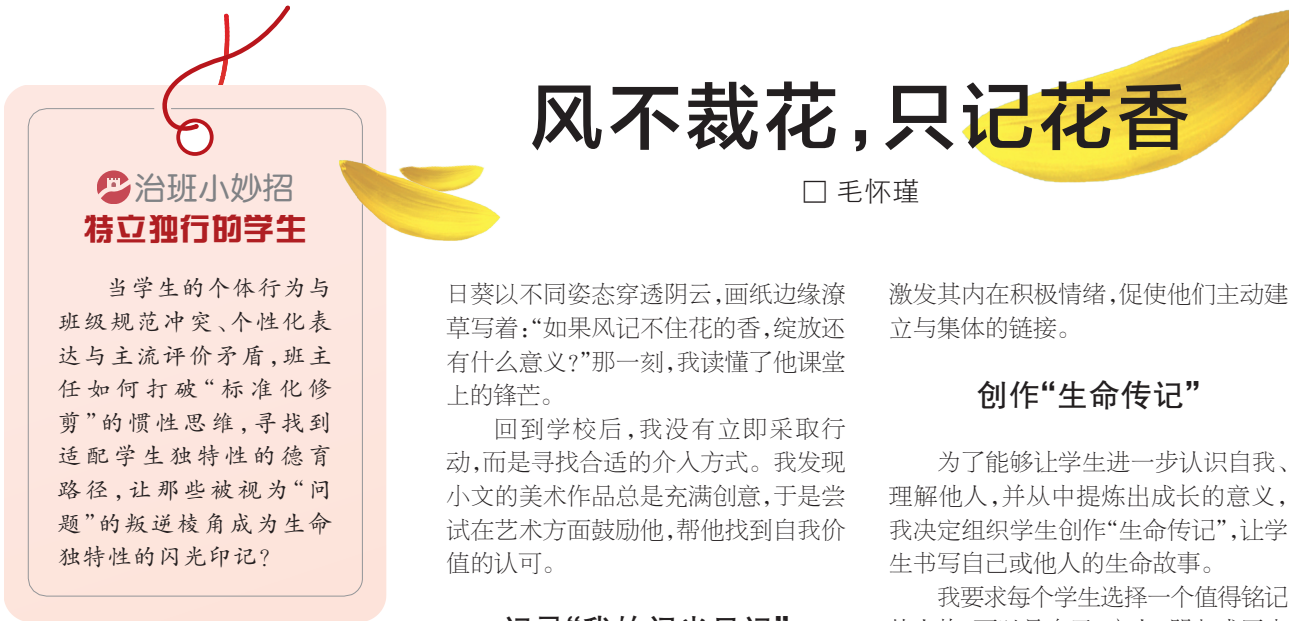 风不裁花,只记花香
□ 毛怀瑾
治班小妙招
特立独行的学生
当学生的个体行为与
班级规范冲突、个性化表
达与主流评价矛盾,班主
任如何打破“标准化修
剪”的惯性思维,寻找到
适配学生独特性的德育
路径,让那些被视为“问
题”的叛逆棱角成为生命
独特性的闪光印记?
日葵以不同姿态穿透阴云,画纸边缘潦
草写着:“如果风记不住花的香,绽放还
有什么意义?”那一刻,我读懂了他课堂
上的锋芒。
回到学校后,我没有立即采取行
动,而是寻找合适的介入方式。我发现
小文的美术作品总是充满创意,于是尝
试在艺术方面鼓励他,帮他找到自我价
值的认可。
激发其内在积极情绪,促使他们主动建
立与集体的链接。
创作“生命传记”
为了能够让学生进一步认识自我、
理解他人,并从中提炼出成长的意义,
我决定组织学生创作“生命传记”,让学
生书写自己或他人的生命故事。
我要求每个学生选择一个值得铭记